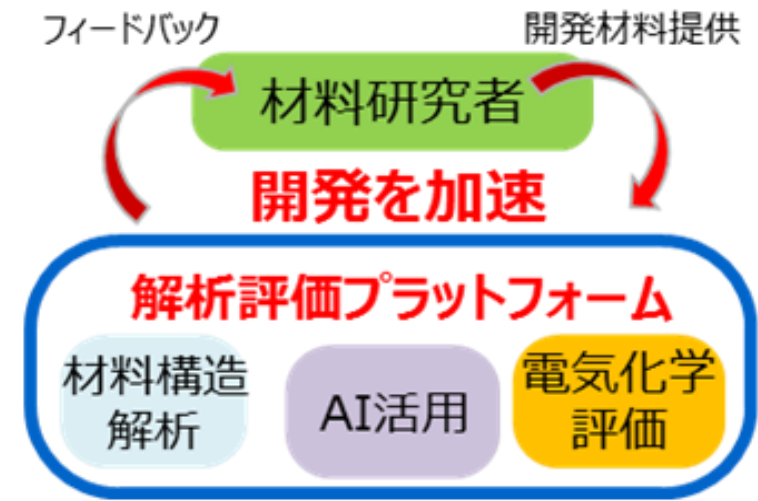 フィードバック
開発材料提供
材料研究者
開発を加速
解析評価プラットフォーム
材料構造
解析
AI活用
電気化学
評価